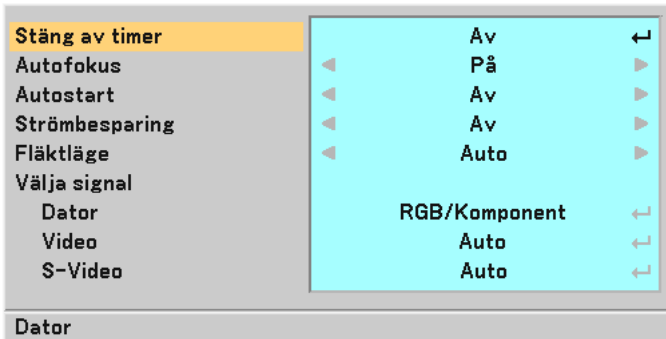 Stäng av timer Av
Autofokus På
Autostart Av
Strömbesparing Av
Fläktläge Auto
Välja signal
Dator RGB/Komponent
Video Auto
S-Video Auto
Dator